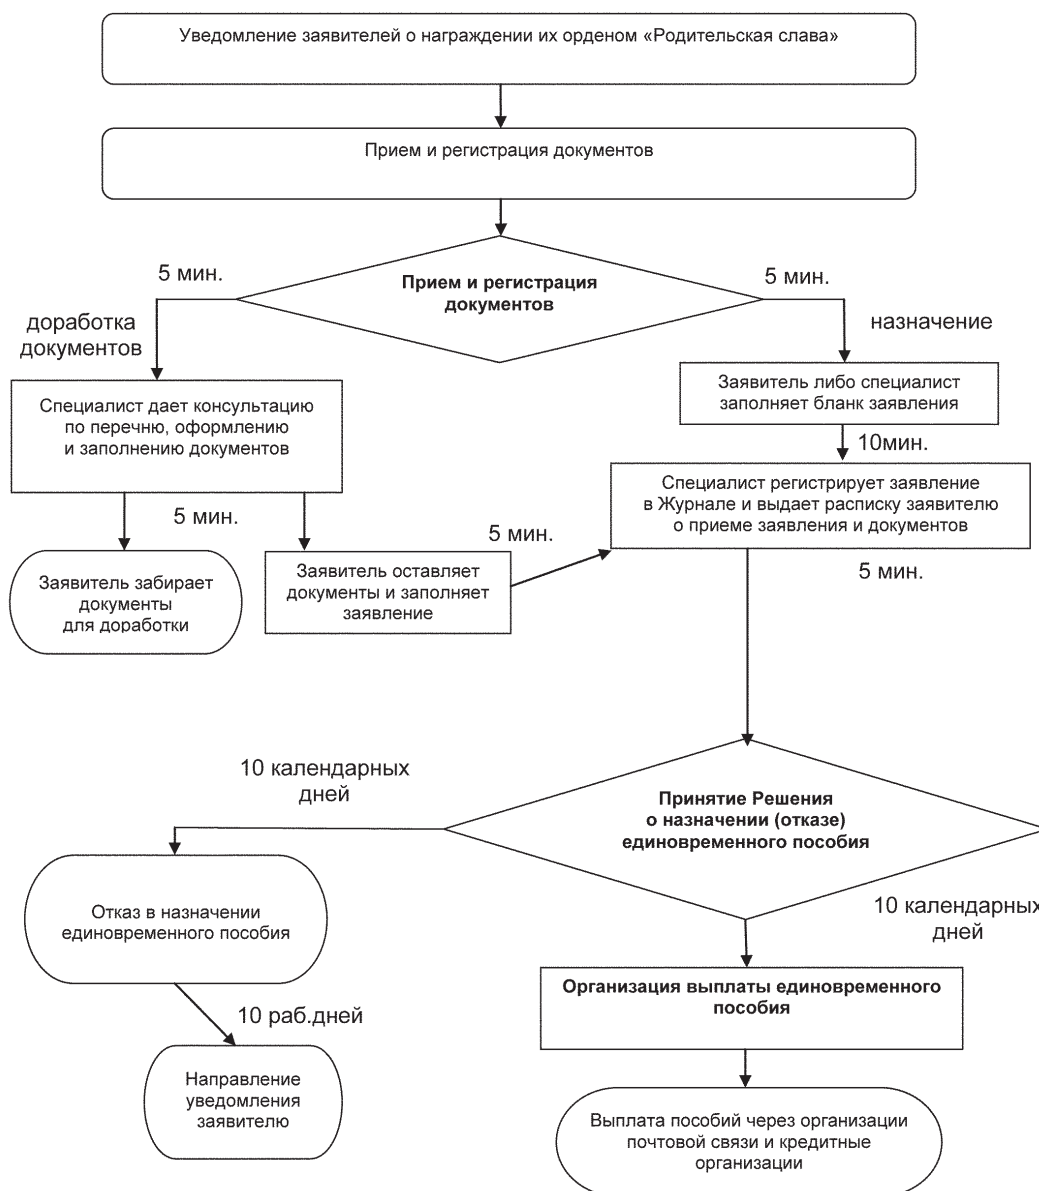 Уведомление заявителей о награждении их орденом «Родительская слава»
Прием и регистрация документов
5 мин.
Прием и регистрация
документов
5 мин.
доработка
документов
назначение
Специалист дает консультацию
по перечню, оформлению
и заполнению документов
Заявитель либо специалист
заполняет бланк заявления
10мин.
Специалист регистрирует заявление
в Журнале и выдает расписку заявителю
о приеме заявления и документов
5 мин.
5 мин.
Заявитель забирает
документы
для доработки
Заявитель оставляет
документы и заполняет
заявление
5 мин.
10 календарных
дней
Принятие Решения
о назначении (отказе)
единовременного пособия
Отказ в назначении
единовременного пособия
10 календарных
дней
Организация выплаты единовременного
пособия
10 раб.дней
Направление
уведомления
заявителю
Выплата пособий через организации
почтовой связи и кредитные
организации